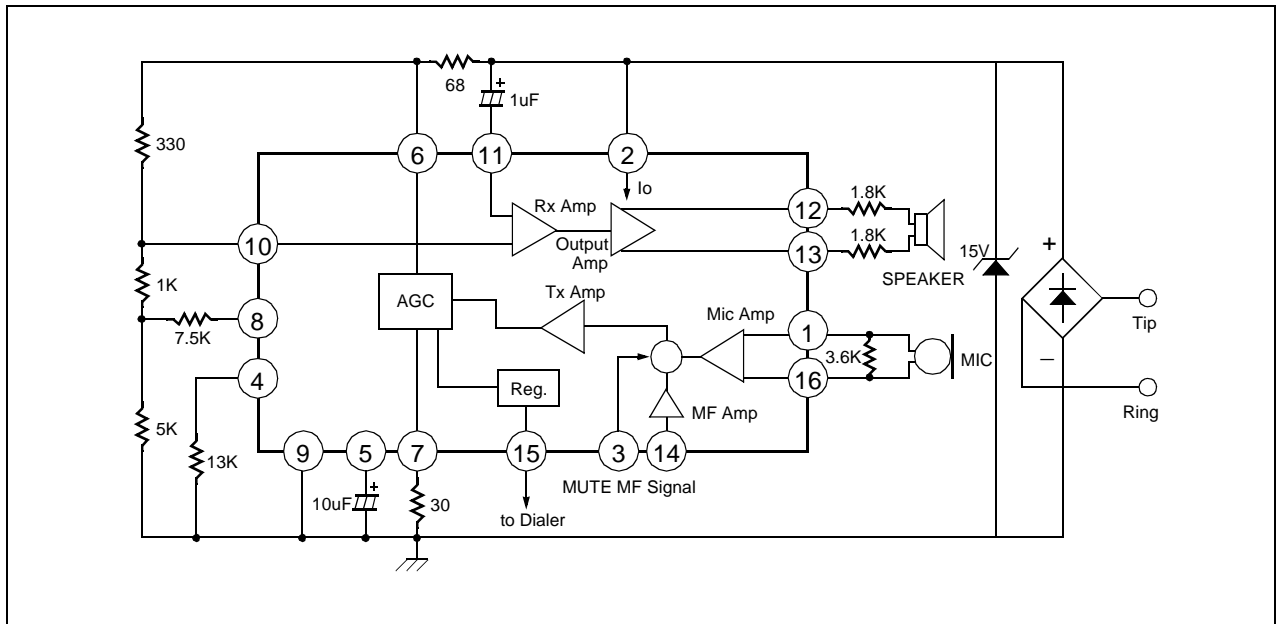 68
+
1uF
330
6
11
2
Io
Rx Amp
12
1.8K
10
Output
Amp
13
1.8K
15V
+
SPEAKER
1K
AGC
Tx Amp
8
7.5K
Mic Amp
1
Tip
3.6K
MIC
–
4
Reg.
16
Ring
MF Amp
5K
13K
9
5
7
15
3
14
MUTE MF Signal
+
10uF
30
to Dialer